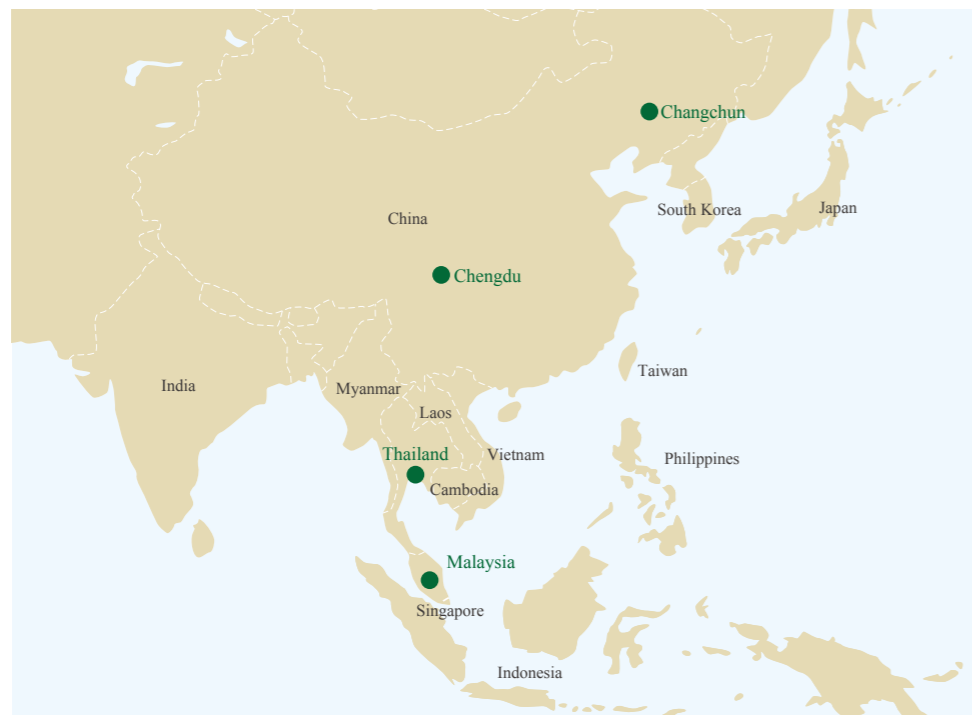 Changchun
South Korea
Japan
China
Chengdu
Taiwan
India
Myanmar
Laos
Thailand
Vietnam
Philippines
Cambodia
Malaysia
Singapore
Indonesia